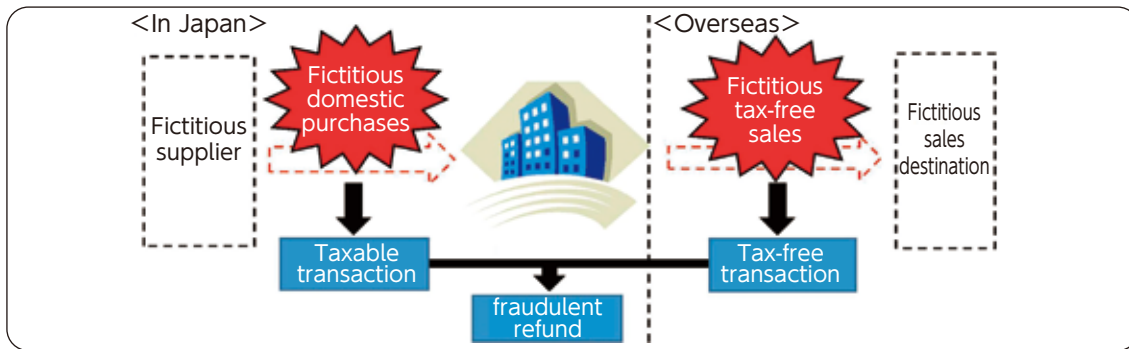 <In Japan>
<Overseas>
Fictitious
supplier
Fictitious
domestic
purchases
Fictitious
tax-free
sales
Fictitious
sales
destination
Taxable
transaction
Tax-free
transaction
fraudulent
refund